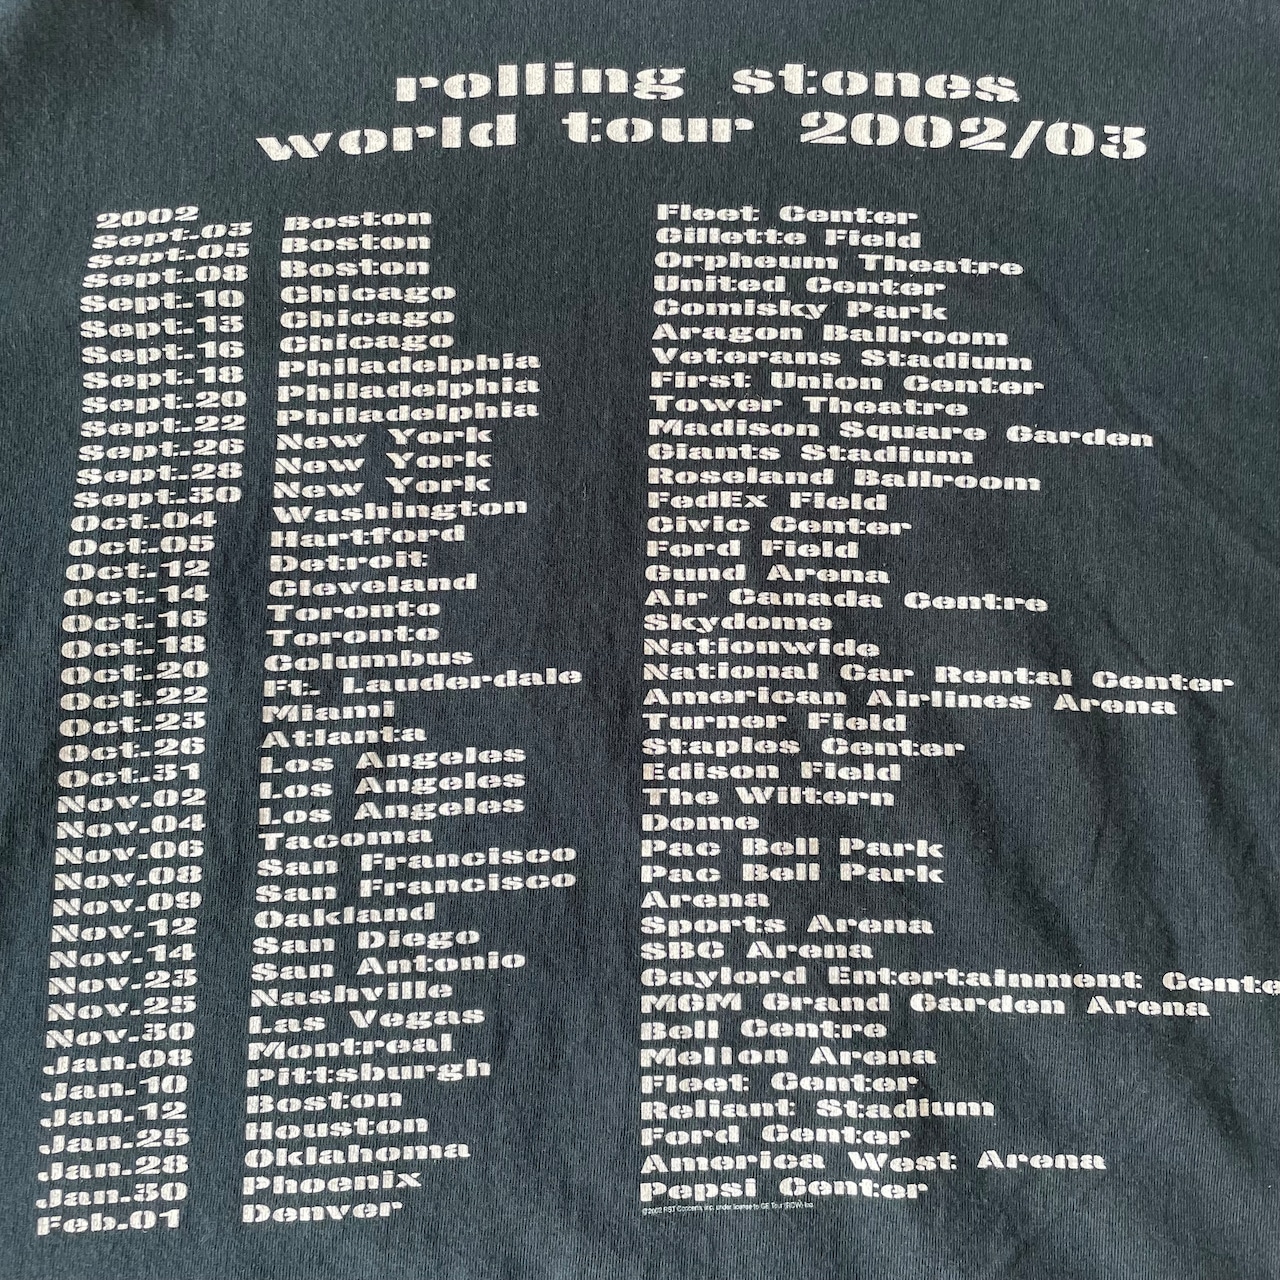 rolling stones
world tour 2002/03
2002
Sept.03 Boston Fleet Center
Sept.05 Boston Gillette Field
Sept.08 Boston Orpheum Theatre
Sept.10 Chicago United Center
Sept.13 Chicago Comisky Park
Sept.16 Chicago Aragon Ballroom
Sept.18 Philadelphia Veterans Stadium
Sept.20 Philadelphia First Union Center
Sept.22 Philadelphia Tower Theatre
Sept.26 New York Madison Square Garden
Sept.28 New York Giants Stadium
Sept.30 New York Roseland Ballroom
Oct.04 Washington FedEx Field
Oct.05 Hartford Civic Center
Oct.12 Detroit Ford Field
Oct.14 Cleveland Gund Arena
Oct.16 Toronto Air Canada Centre
Oct.18 Toronto Skydome
Oct.20 Columbus Nationwide
Oct.22 Ft. Lauderdale National Car Rental Center
Oct.23 Miami American Airlines Arena
Oct.26 Atlanta Turner Field
Oct.31 Los Angeles Staples Center
Nov.02 Los Angeles Edison Field
Nov.04 Los Angeles The Wiltern
Nov.06 Tacoma Dome
Nov.08 San Francisco Pac Bell Park
Nov.09 San Francisco Pac Bell Park
Nov.12 Oakland Arena
Nov.14 San Diego Sports Arena
Nov.23 San Antonio SBC Arena
Nov.25 Nashville Gaylord Entertainment Cente
Nov.30 Las Vegas MGM Grand Garden Arena
Jan.08 Montreal Bell Centre
Jan.10 Pittsburgh Mellon Arena
Jan.12 Boston Fleet Center
Jan.25 Houston Reliant Stadium
Jan.28 Oklahoma Ford Center
Jan.30 Phoenix America West Arena
Feb.01 Denver Pepsi Center
©2002 RST Concerts, Inc. under license to